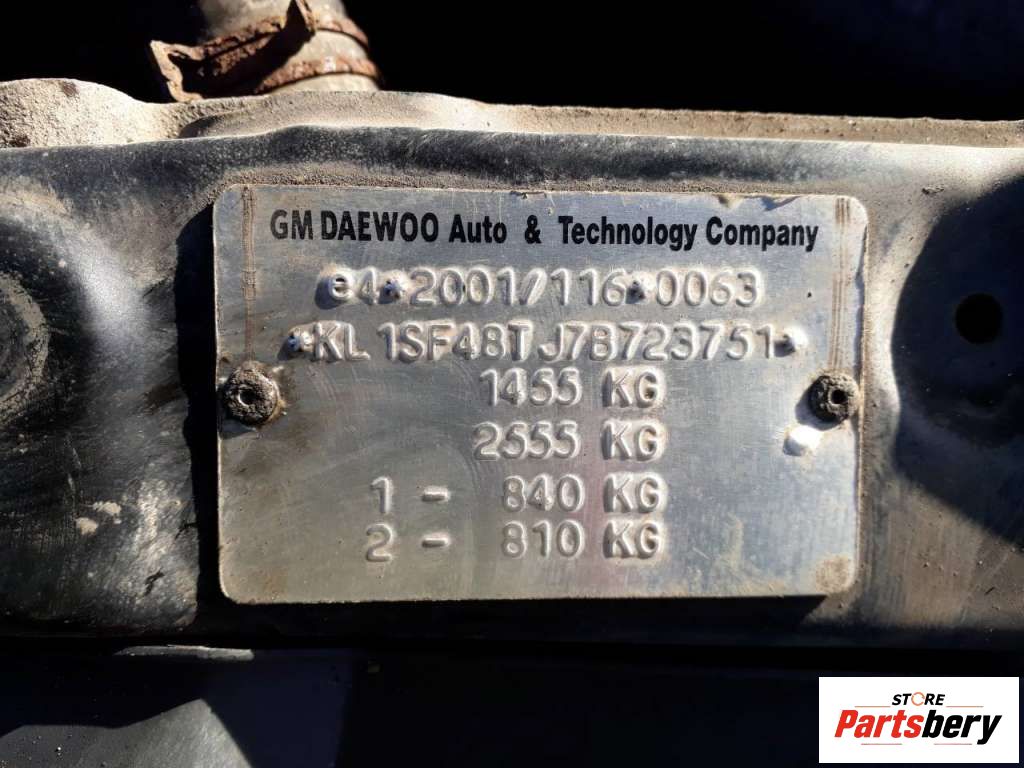 GM DAEWOO Auto & Technology Company
e4*2001/116*0063
*KL1SF48TJ7B723751*
1455 KG
2555 KG
1 - 840 KG
2 - 810 KG
STORE
Partsbery